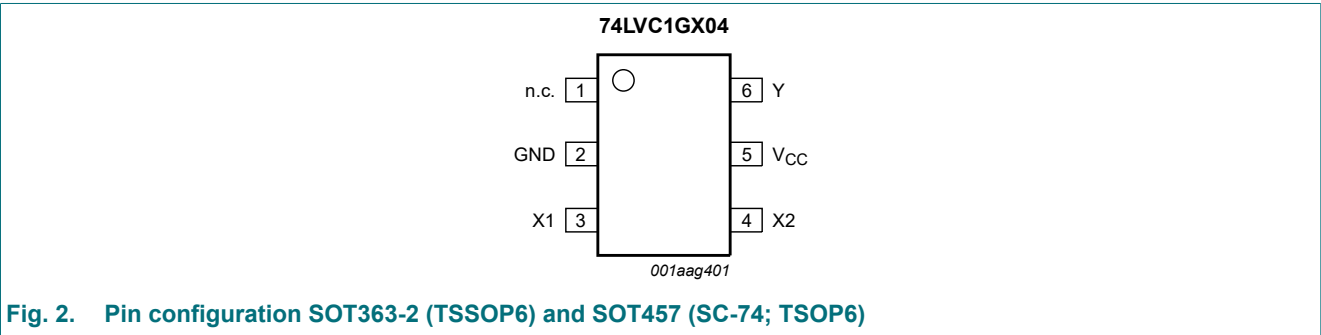 74LVC1GX04
n.c. 1 6 Y
GND 2 5 VCC
X1 3 4 X2
001aag401
Fig. 2. Pin configuration SOT363-2 (TSSOP6) and SOT457 (SC-74; TSOP6)